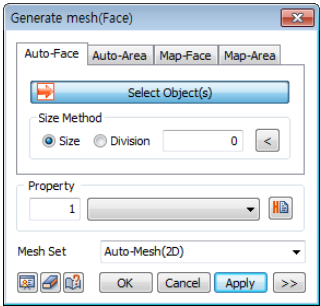 Generate mesh(Face)
Auto-Face Auto-Area Map-Face Map-Area
Select Object(s)
Size Method
Size Division 0 <
Property
1
Mesh Set Auto-Mesh(2D)
OK Cancel Apply >>